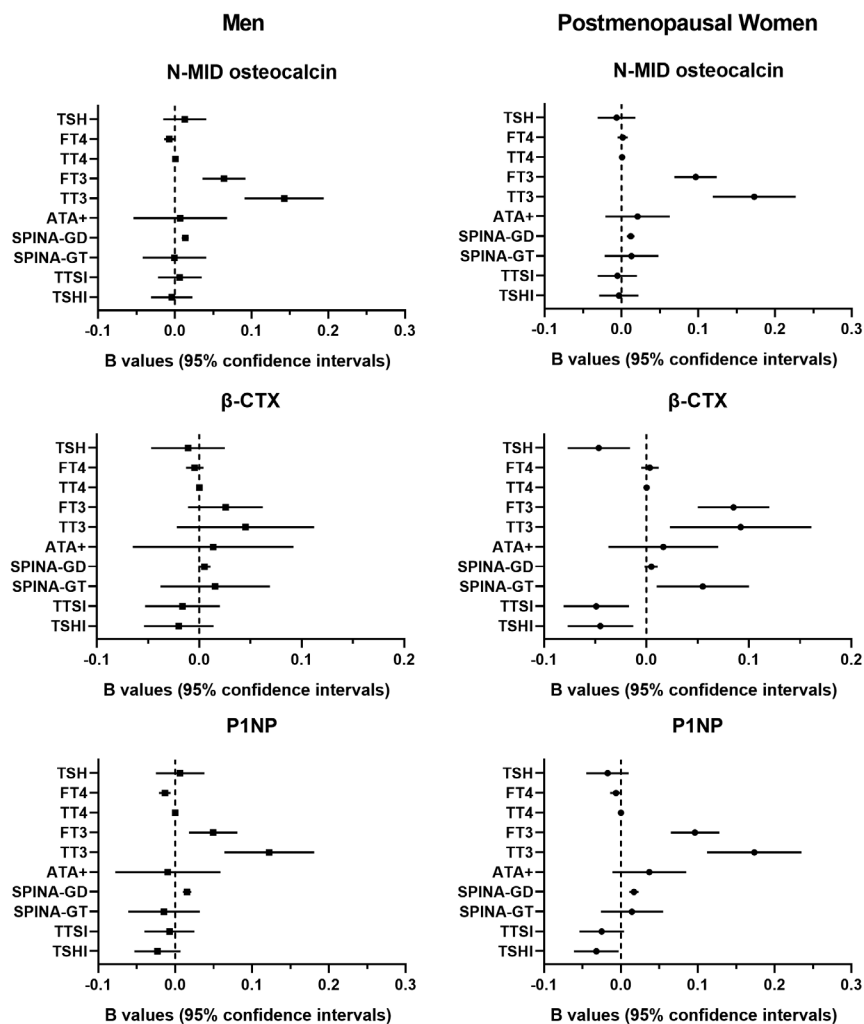 Men
Postmenopausal Women
N-MID osteocalcin
TSH
FT4
TT4
FT3
TT3
ATA+
SPINA-GD
SPINA-GT
TTSI
TSHI
-0.1 0.0 0.1 0.2 0.3
B values (95% confidence intervals)
N-MID osteocalcin
TSH
FT4
TT4
FT3
TT3
ATA+
SPINA-GD
SPINA-GT
TTSI
TSHI
-0.1 0.0 0.1 0.2 0.3
B values (95% confidence intervals)
β-CTX
TSH
FT4
TT4
FT3
TT3
ATA+
SPINA-GD
SPINA-GT
TTSI
TSHI
-0.1 0.0 0.1 0.2
B values (95% confidence intervals)
β-CTX
TSH
FT4
TT4
FT3
TT3
ATA+
SPINA-GD
SPINA-GT
TTSI
TSHI
-0.1 0.0 0.1 0.2
B values (95% confidence intervals)
P1NP
TSH
FT4
TT4
FT3
TT3
ATA+
SPINA-GD
SPINA-GT
TTSI
TSHI
-0.1 0.0 0.1 0.2 0.3
B values (95% confidence intervals)
P1NP
TSH
FT4
TT4
FT3
TT3
ATA+
SPINA-GD
SPINA-GT
TTSI
TSHI
-0.1 0.0 0.1 0.2 0.3
B values (95% confidence intervals)